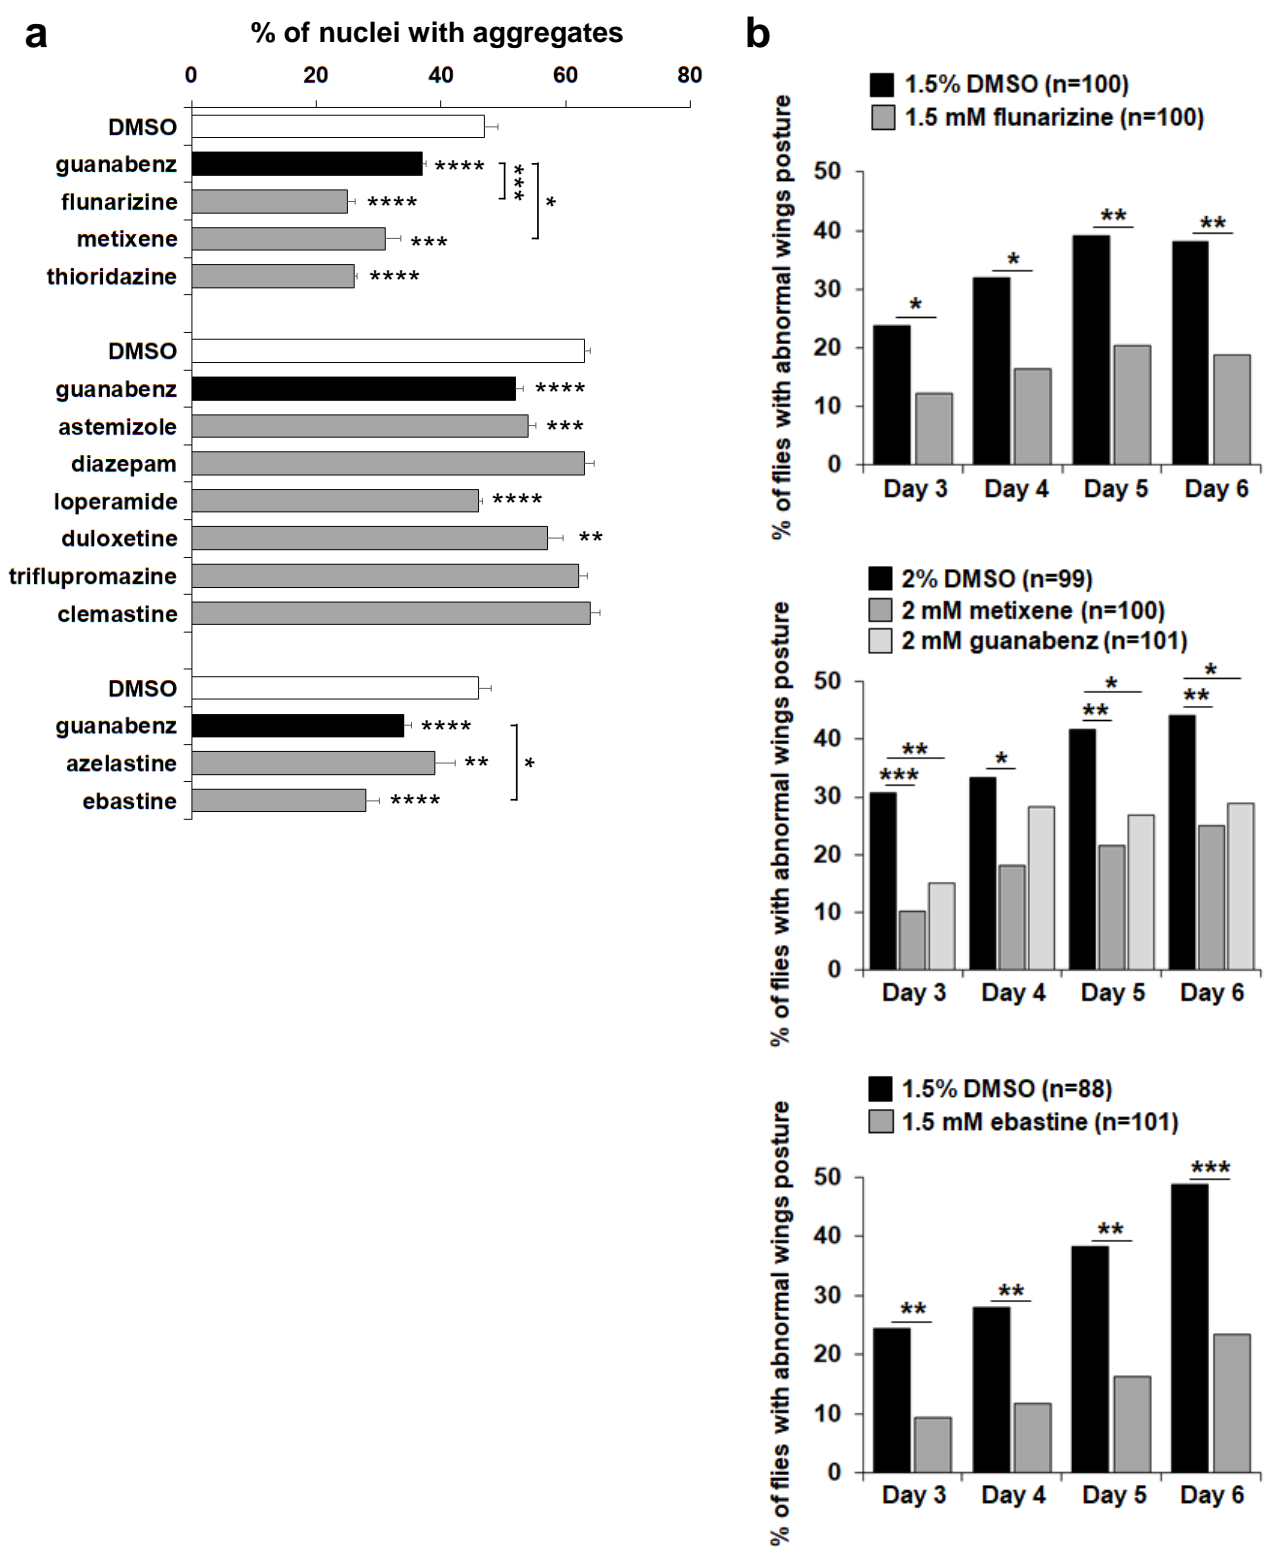 a
% of nuclei with aggregates
0 20 40 60 80
DMSO
guanabenz ****
flunarizine ****
***
*
metixene ***
thioridazine ****
DMSO
guanabenz ****
astemizole ***
diazepam
loperamide ****
duloxetine **
triflupromazine
clemastine
DMSO
guanabenz ****
azelastine ** *
ebastine ****
b
1.5% DMSO (n=100)
1.5 mM flunarizine (n=100)
% of flies with abnormal wings posture
50
40
30
20
10
0
* * ** **
Day 3 Day 4 Day 5 Day 6
2% DMSO (n=99)
2 mM metixene (n=100)
2 mM guanabenz (n=101)
% of flies with abnormal wings posture
50
40
30
20
10
0
** * *
*** * ** **
Day 3 Day 4 Day 5 Day 6
1.5% DMSO (n=88)
1.5 mM ebastine (n=101)
% of flies with abnormal wings posture
50
40
30
20
10
0
** ** ** ***
Day 3 Day 4 Day 5 Day 6